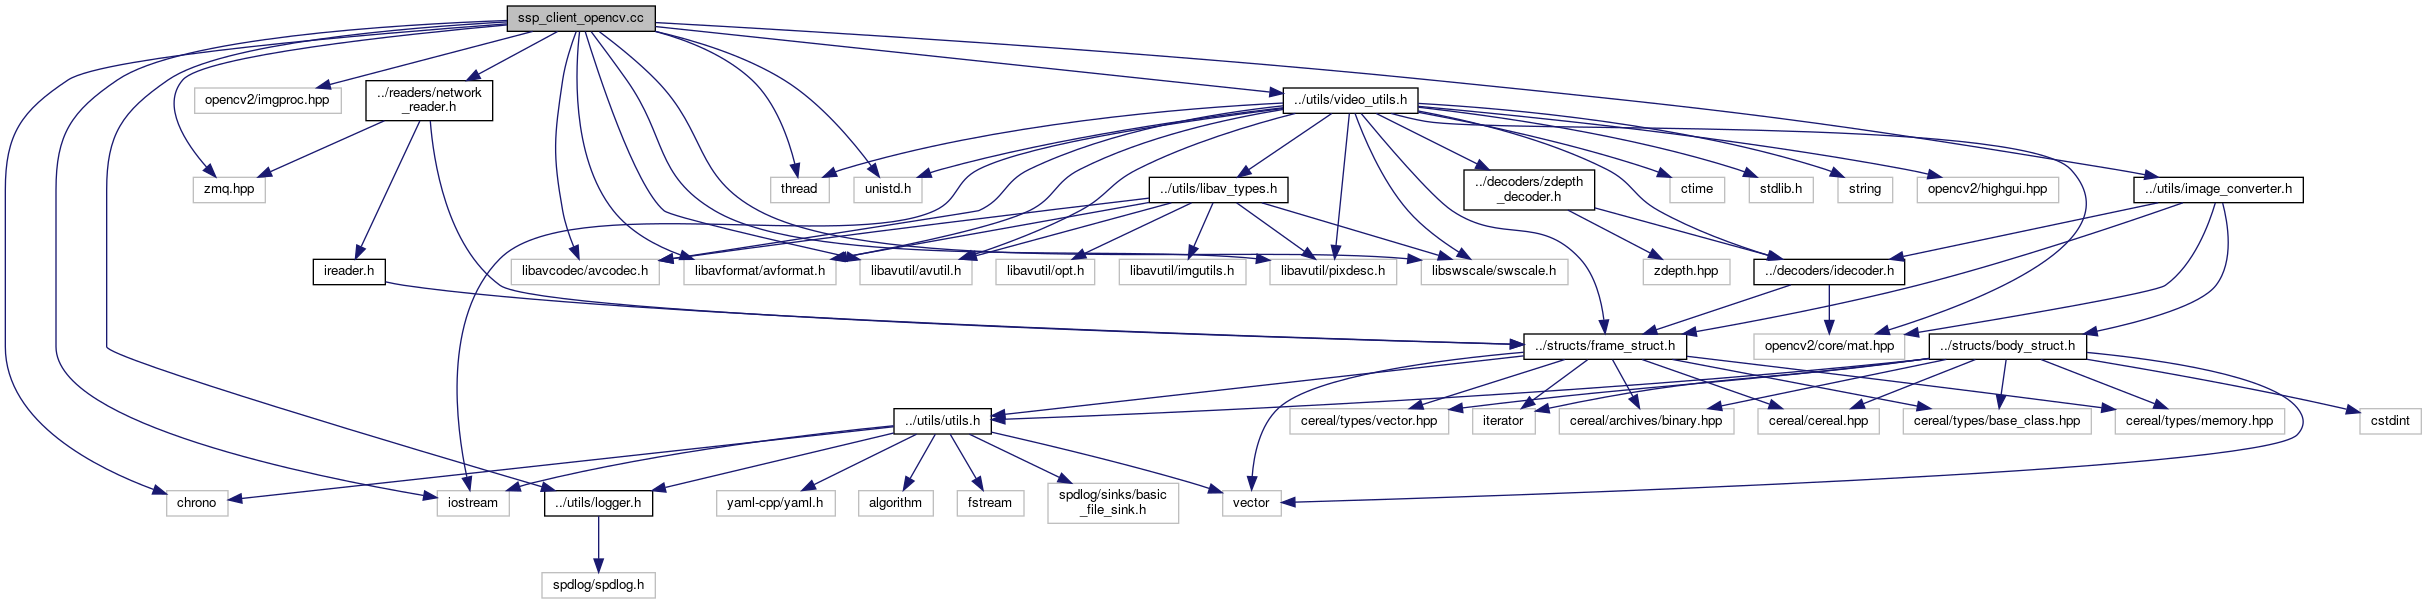 ssp_client_opencv.cc
opencv2/imgproc.hpp
../readers/network
_reader.h
../utils/video_utils.h
zmq.hpp
thread
unistd.h
../utils/libav_types.h
../decoders/zdepth
_decoder.h
ctime
stdlib.h
string
opencv2/highgui.hpp
../utils/image_converter.h
ireader.h
libavcodec/avcodec.h
libavformat/avformat.h
libavutil/avutil.h
libavutil/opt.h
libavutil/imgutils.h
libavutil/pixdesc.h
libswscale/swscale.h
zdepth.hpp
../decoders/idecoder.h
../structs/frame_struct.h
opencv2/core/mat.hpp
../structs/body_struct.h
../utils/utils.h
cereal/types/vector.hpp
iterator
cereal/archives/binary.hpp
cereal/cereal.hpp
cereal/types/base_class.hpp
cereal/types/memory.hpp
cstdint
chrono
iostream
../utils/logger.h
yaml-cpp/yaml.h
algorithm
fstream
spdlog/sinks/basic
_file_sink.h
vector
spdlog/spdlog.h